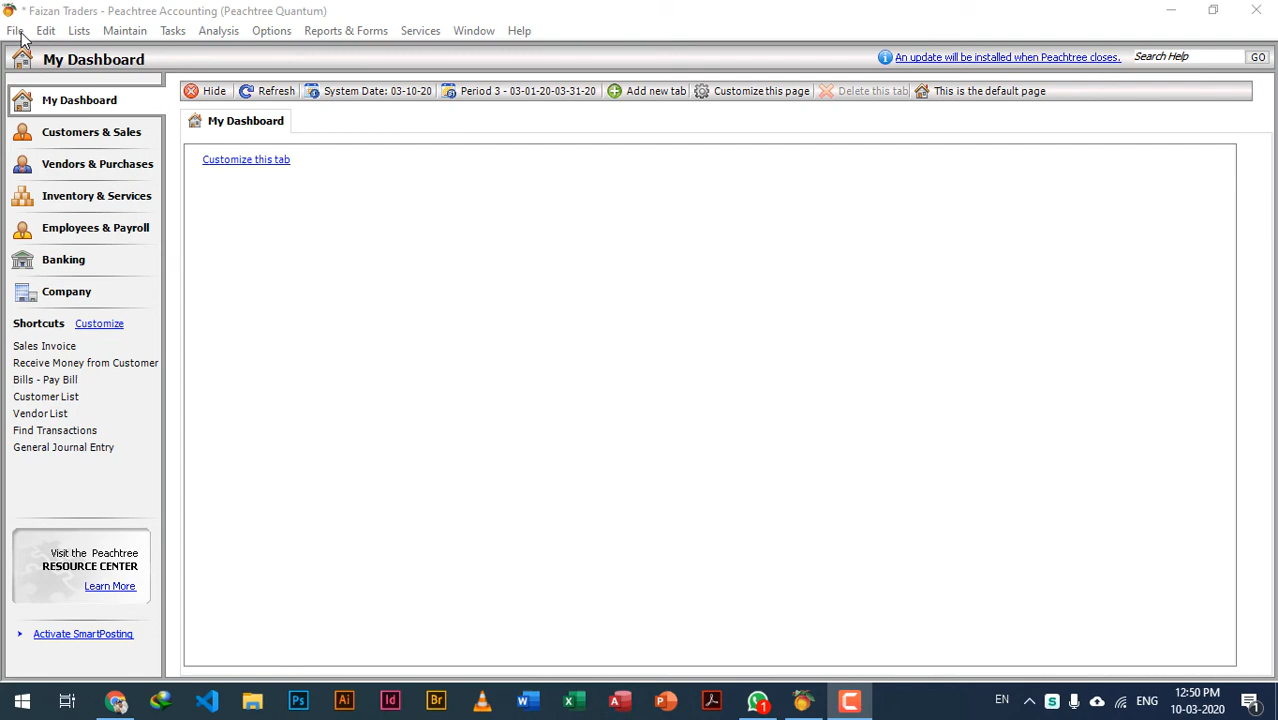 * Faizan Traders - Peachtree Accounting (Peachtree Quantum)
File Edit Lists Maintain Tasks Analysis Options Reports & Forms Services Window Help
My Dashboard
An update will be installed when Peachtree closes. Search Help GO
My Dashboard
Customers & Sales
Vendors & Purchases
Inventory & Services
Employees & Payroll
Banking
Company
Shortcuts Customize
Sales Invoice
Receive Money from Customer
Bills - Pay Bill
Customer List
Vendor List
Find Transactions
General Journal Entry
Visit the Peachtree
RESOURCE CENTER
Learn More
Activate SmartPosting
Hide Refresh System Date: 03-10-20 Period 3 - 03-01-20-03-31-20 Add new tab Customize this page Delete this tab This is the default page
My Dashboard
Customize this tab
Ps Ai Id Br
1
EN
S
ENG
12:50 PM
10-03-2020
1